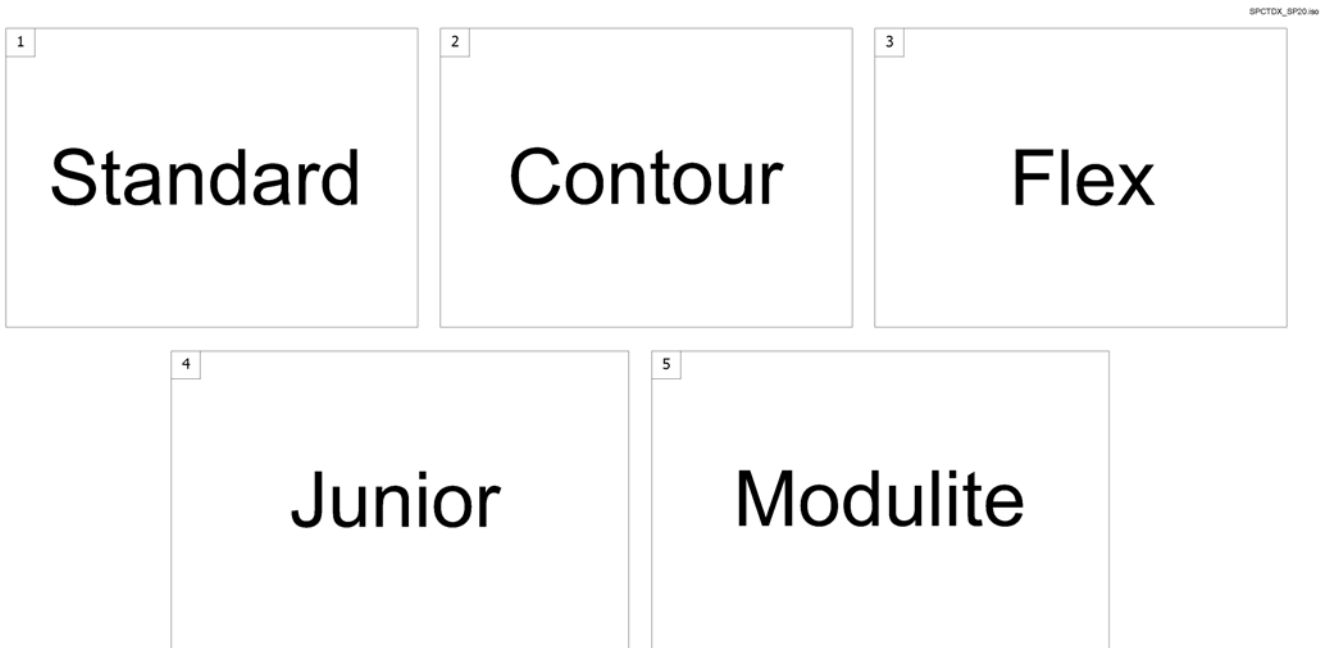 SPCTDX_SP20.iso
1
Standard
2
Contour
3
Flex
4
Junior
5
Modulite